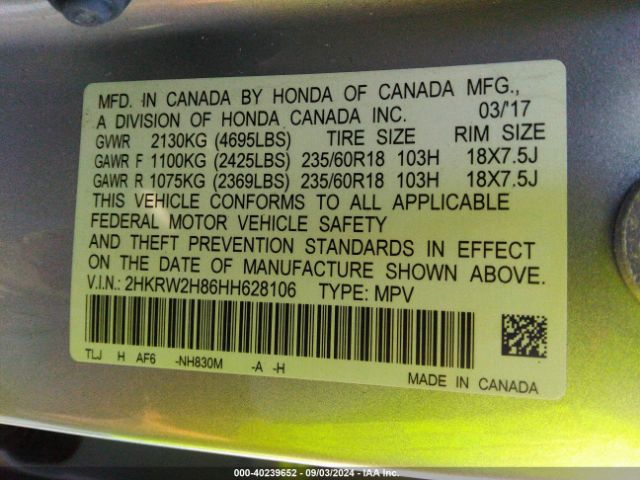 MFD. IN CANADA BY HONDA OF CANADA MFG.,
A DIVISION OF HONDA CANADA INC. 03/'17
GVWR 2130KG (4695LBS) TIRE SIZE RIM SIZE
GAWR F 1100KG (2425LBS) 235/60R18 103H 18X7.5J
GAWR R 1075KG (2369LBS) 235/60R18 103H 18X7.5J
THIS VEHICLE CONFORMS TO ALL APPLICABLE
FEDERAL MOTOR VEHICLE SAFETY
AND THEFT PREVENTION STANDARDS IN EFFECT
ON THE DATE OF MANUFACTURE SHOWN ABOVE.
V.I.N.: 2HKRW2H86HH628106 TYPE: MPV
TLJ H AF6 -NH830M -A -H
MADE IN CANADA
000-40239652 - 09/03/2024 - IAA Inc.